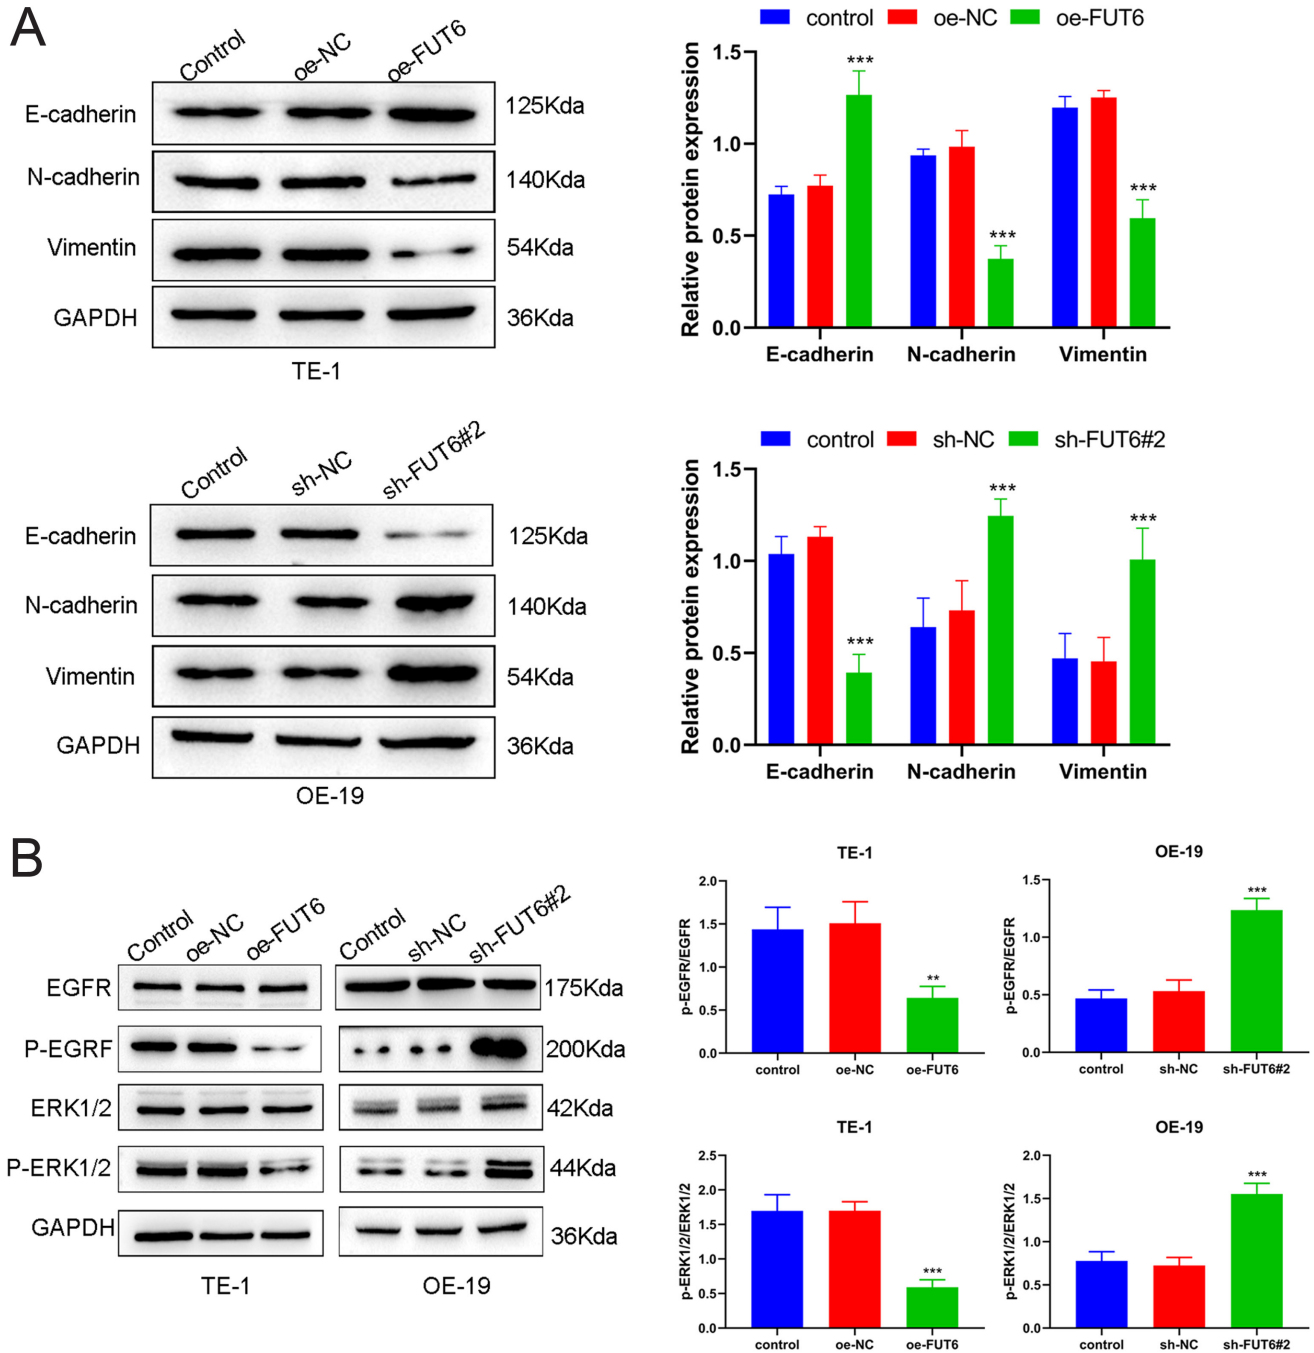 A
Control oe-NC oe-FUT6
E-cadherin 125Kda
N-cadherin 140Kda
Vimentin 54Kda
GAPDH 36Kda
TE-1
control oe-NC oe-FUT6
Relative protein expression
1.5
1.0
0.5
0.0
***
***
***
E-cadherin N-cadherin Vimentin
Control sh-NC sh-FUT6#2
E-cadherin 125Kda
N-cadherin 140Kda
Vimentin 54Kda
GAPDH 36Kda
OE-19
control sh-NC sh-FUT6#2
Relative protein expression
1.5
1.0
0.5
0.0
***
***
***
E-cadherin N-cadherin Vimentin
B
Control oe-NC oe-FUT6 Control sh-NC sh-FUT6#2
EGFR 175Kda
P-EGRF 200Kda
ERK1/2 42Kda
P-ERK1/2 44Kda
GAPDH 36Kda
TE-1 OE-19
TE-1
p-EGFR/EGFR
2.0
1.5
1.0
0.5
0.0
**
control oe-NC oe-FUT6
OE-19
p-EGFR/EGFR
1.5
1.0
0.5
0.0
***
control sh-NC sh-FUT6#2
TE-1
p-ERK1/2/ERK1/2
2.5
2.0
1.5
1.0
0.5
0.0
***
control oe-NC oe-FUT6
OE-19
p-ERK1/2/ERK1/2
2.0
1.5
1.0
0.5
0.0
***
control sh-NC sh-FUT6#2